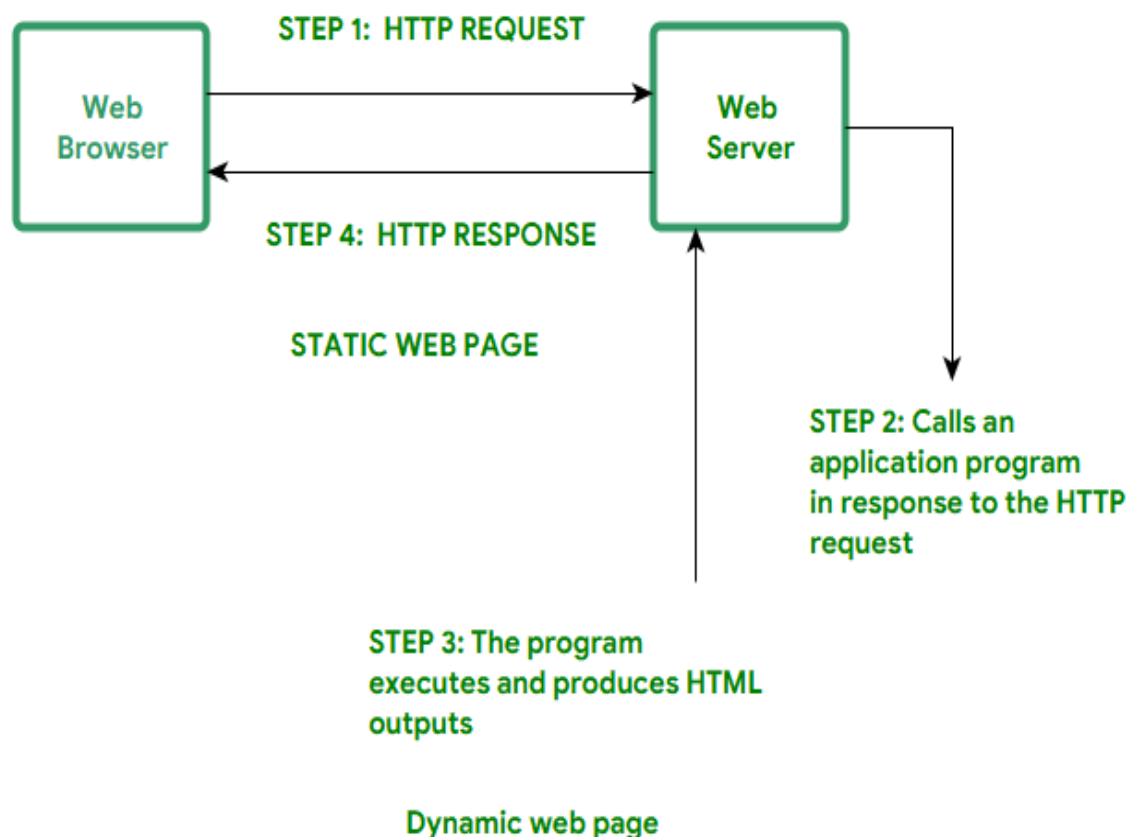 STEP 1: HTTP REQUEST
Web
Browser
Web
Server
STEP 4: HTTP RESPONSE
STATIC WEB PAGE
STEP 2: Calls an
application program
in response to the HTTP
request
STEP 3: The program
executes and produces HTML
outputs
Dynamic web page